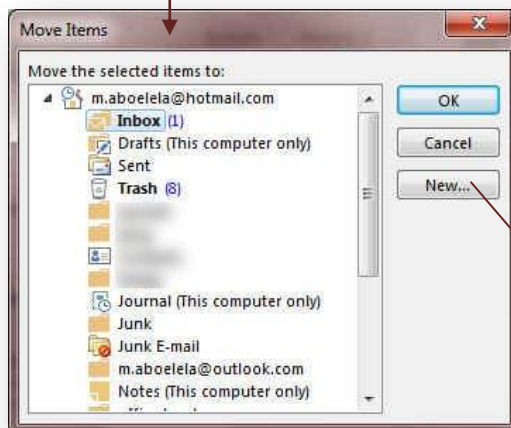 Move Items
Move the selected items to:
m.aboelela@hotmail.com
Inbox (1)
Drafts (This computer only)
Sent
Trash (8)
Journal (This computer only)
Junk
Junk E-mail
m.aboelela@outlook.com
Notes (This computer only)
OK
Cancel
New...